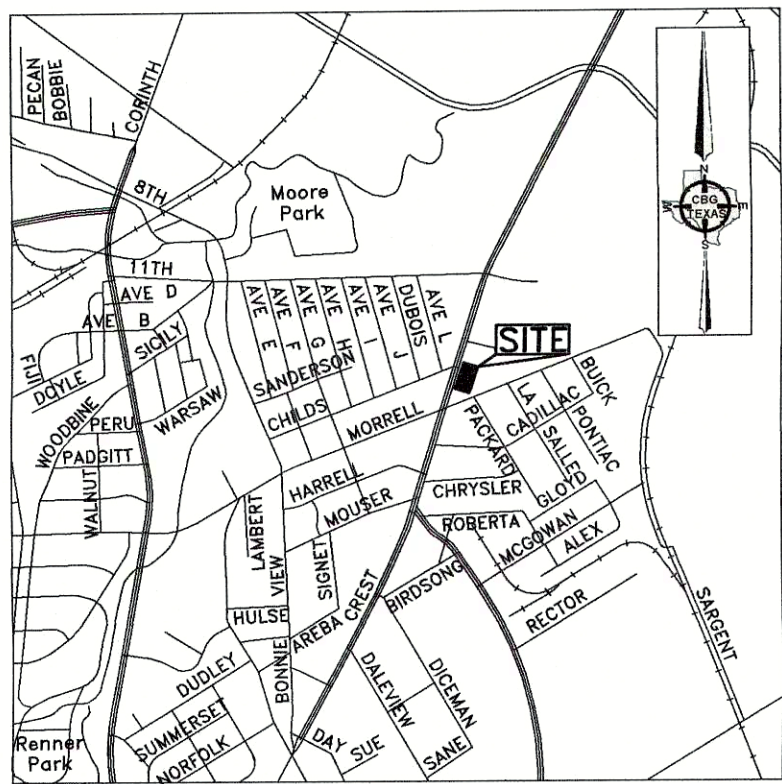 PECAN
BOBBIE
CORINTH
8TH
Moore
Park
N
W
CBG
E
TEXAS
S
11TH
AVE D
AVE B
SICILY
FIJI
DOYLE
WOODBINE
PERU
WARSAW
PADGITT
WALNUT
AVE E
AVE F
AVE G
AVE H
AVE I
AVE J
DUBOIS
AVE L
SANDERSON
CHILDS
MORRELL
SITE
BUICK
LA
CADILLAC
PONTIAC
PACKARD
SALLE
GLOYD
HARRELL
MOUSER
CHRYSLER
ROBERTA
MCGOWAN
ALEX
LAMBERT
VIEW
SIGNET
HULSE
BONNIE
AREBA CREST
BIRDSONG
RECTOR
SARGENT
DUDLEY
SUMMERSET
NORFOLK
DALEVIEW
DICEMAN
DAY
SUE
SANE
Renner
Park